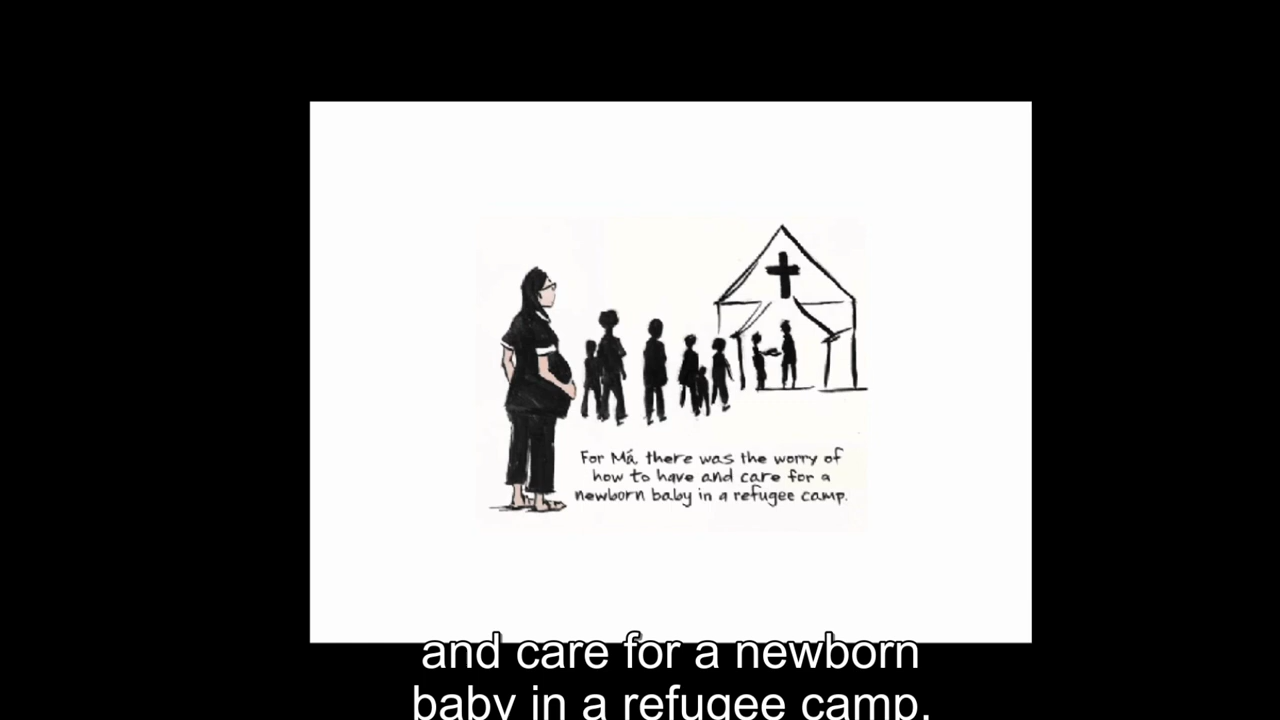 For Má, there was the worry of
how to have and care for a
newborn baby in a refugee camp.
and care for a newborn
baby in a refugee camp.